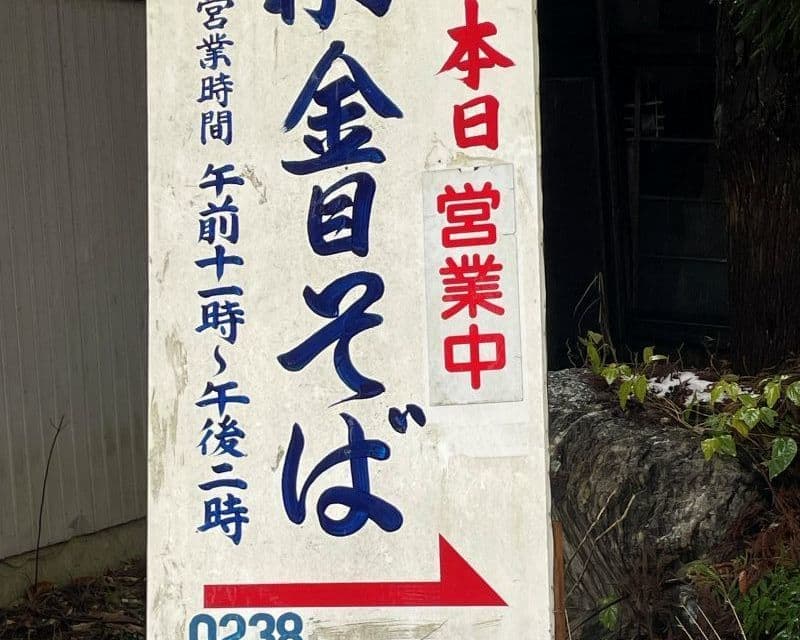 本日
営業中
金目そば
営業時間 午前十一時～午後二時
0238